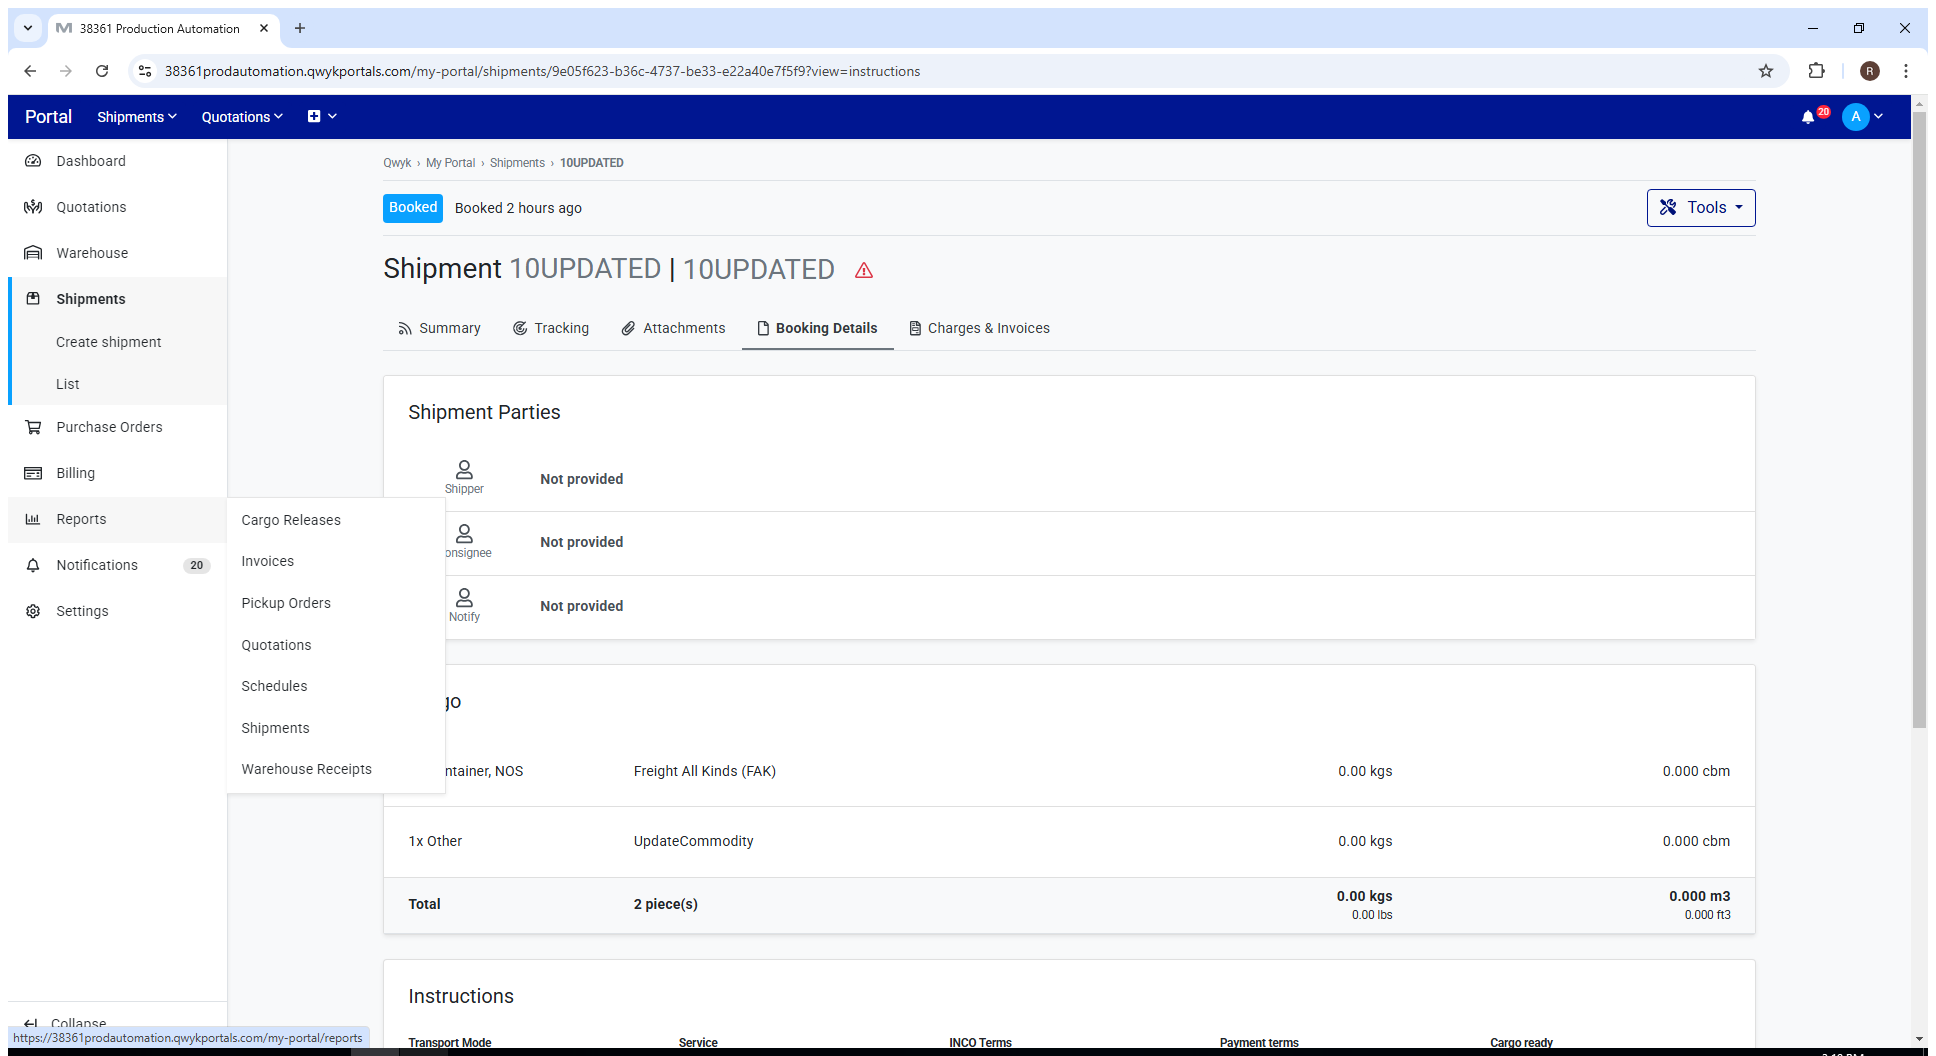 38361 Production Automation
38361prodautomation.qwykportals.com/my-portal/shipments/9e05f623-b36c-4737-be33-e22a40e7f5f9?view=instructions
R
Portal Shipments Quotations 20 A
Dashboard
Quotations
Warehouse
Shipments
Create shipment
List
Purchase Orders
Billing
Reports
Notifications 20
Settings
Collapse
https://38361prodautomation.qwykportals.com/my-portal/reports
Cargo Releases
Invoices
Pickup Orders
Quotations
Schedules
Shipments
Warehouse Receipts
Qwyk › My Portal › Shipments › 10UPDATED
Booked Booked 2 hours ago Tools
Shipment 10UPDATED | 10UPDATED
Summary Tracking Attachments Booking Details Charges & Invoices
Shipment Parties
Shipper Not provided
onsignee Not provided
Notify Not provided
go
ntainer, NOS Freight All Kinds (FAK) 0.00 kgs 0.000 cbm
1x Other UpdateCommodity 0.00 kgs 0.000 cbm
Total 2 piece(s) 0.00 kgs 0.000 m3
0.00 lbs 0.000 ft3
Instructions
Transport Mode Service INCO Terms Payment terms Cargo ready